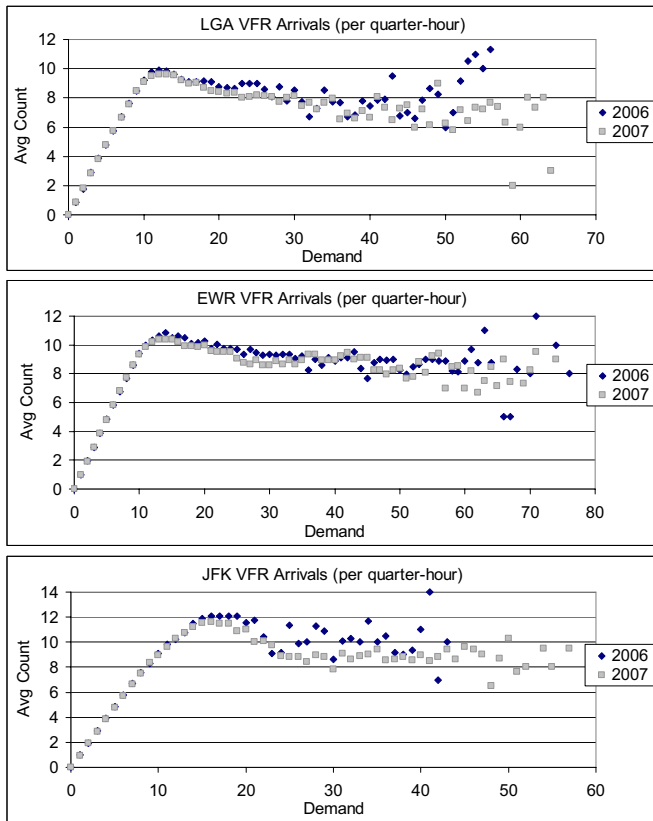 LGA VFR Arrivals (per quarter-hour)
12
10
8
6
4
2
0
Avg Count
0 10 20 30 40 50 60 70
Demand
2006
2007
EWR VFR Arrivals (per quarter-hour)
12
10
8
6
4
2
0
Avg Count
0 10 20 30 40 50 60 70 80
Demand
2006
2007
JFK VFR Arrivals (per quarter-hour)
14
12
10
8
6
4
2
0
Avg Count
0 10 20 30 40 50 60
Demand
2006
2007